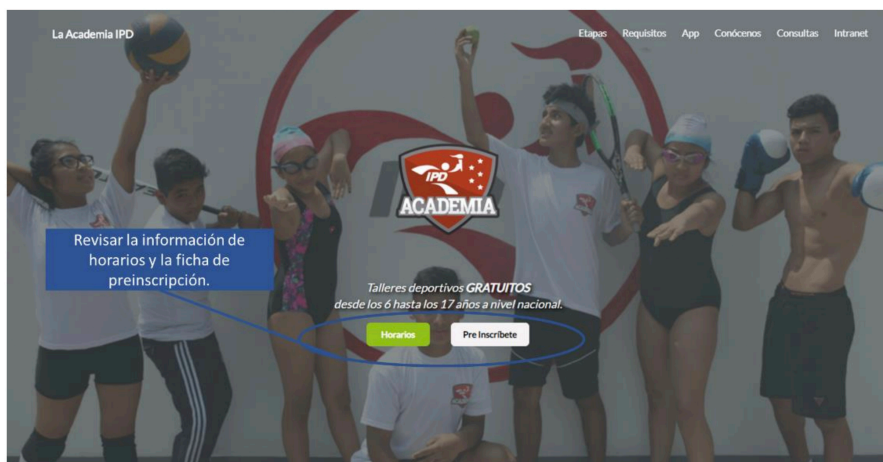 La Academia IPD
Etapas Requisitos App Conócenos Consultas Intranet
IPD
ACADEMIA
Revisar la información de
horarios y la ficha de
preinscripción.
Talleres deportivos GRATUITOS
desde los 6 hasta los 17 años a nivel nacional.
Horarios Pre Inscríbete